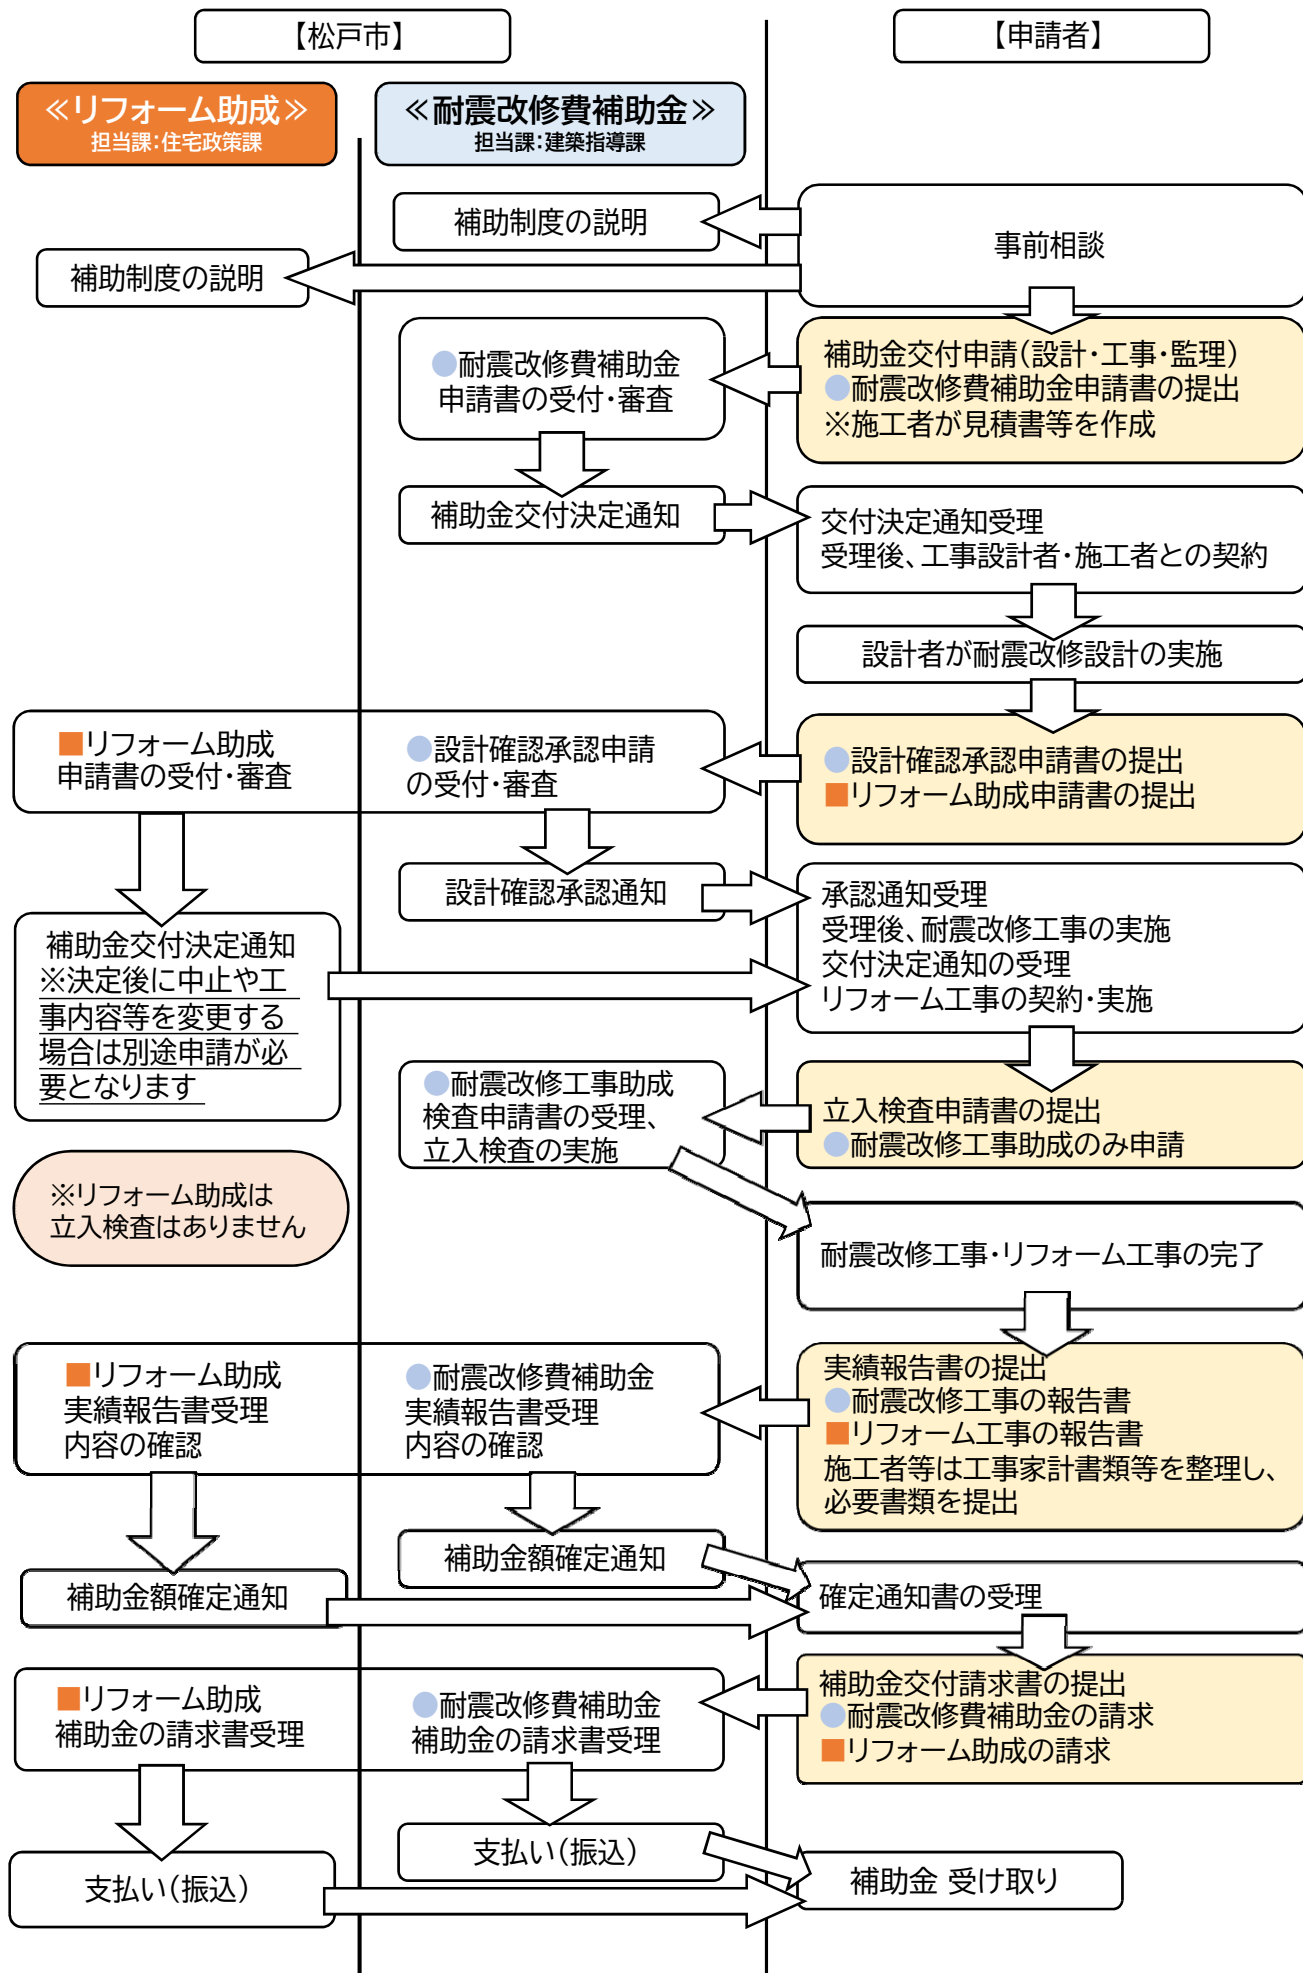 【松戸市】
【申請者】
≪リフォーム助成≫
担当課:住宅政策課
≪耐震改修費補助金≫
担当課:建築指導課
補助制度の説明
事前相談
補助制度の説明
●耐震改修費補助金
申請書の受付・審査
補助金交付申請(設計・工事・監理)
●耐震改修費補助金申請書の提出
※施工者が見積書等を作成
補助金交付決定通知
交付決定通知受理
受理後、工事設計者・施工者との契約
設計者が耐震改修設計の実施
■リフォーム助成
申請書の受付・審査
●設計確認承認申請
の受付・審査
●設計確認承認申請書の提出
■リフォーム助成申請書の提出
設計確認承認通知
承認通知受理
受理後、耐震改修工事の実施
交付決定通知の受理
リフォーム工事の契約・実施
補助金交付決定通知
※決定後に中止や工
事内容等を変更する
場合は別途申請が必
要となります
●耐震改修工事助成
検査申請書の受理、
立入検査の実施
立入検査申請書の提出
●耐震改修工事助成のみ申請
※リフォーム助成は
立入検査はありません
耐震改修工事・リフォーム工事の完了
■リフォーム助成
実績報告書受理
内容の確認
●耐震改修費補助金
実績報告書受理
内容の確認
実績報告書の提出
●耐震改修工事の報告書
■リフォーム工事の報告書
施工者等は工事家計書類等を整理し、
必要書類を提出
補助金額確定通知
補助金額確定通知
確定通知書の受理
■リフォーム助成
補助金の請求書受理
●耐震改修費補助金
補助金の請求書受理
補助金交付請求書の提出
●耐震改修費補助金の請求
■リフォーム助成の請求
支払い(振込)
支払い(振込)
補助金 受け取り